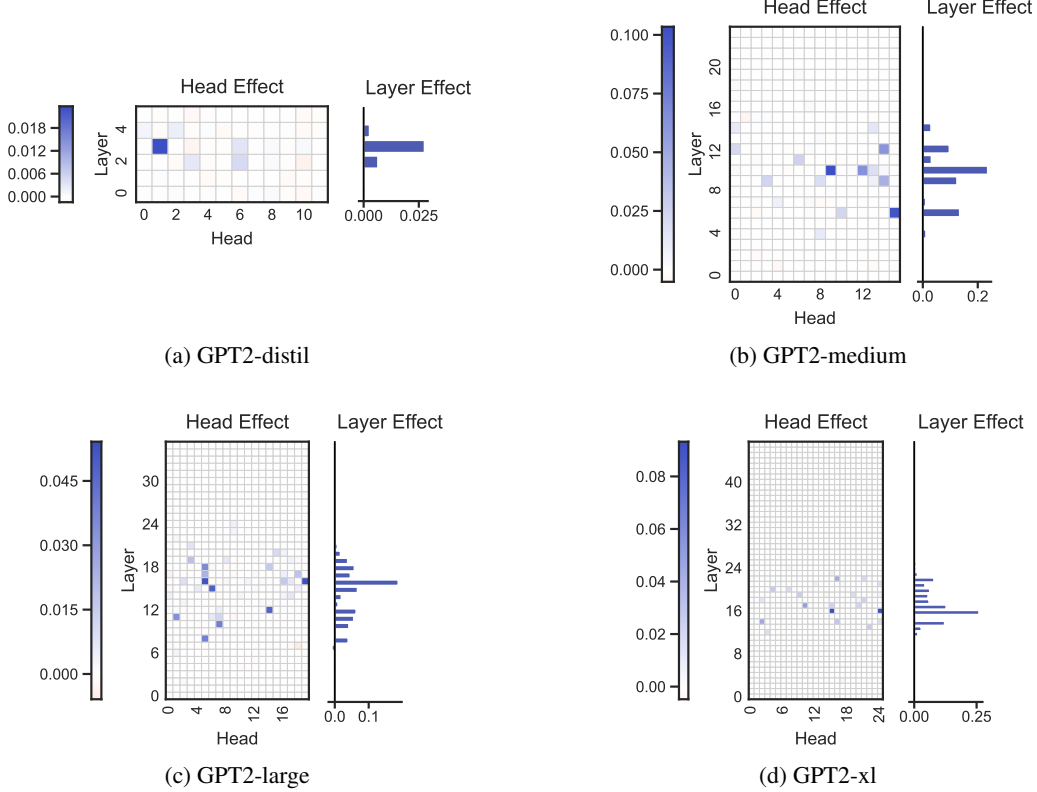 Head Effect
Layer Effect
0.018
0.012
0.006
0.000
Layer
4
2
0
0 2 4 6 8 10
Head
0.000 0.025
(a) GPT2-distil
Head Effect
Layer Effect
0.100
0.075
0.050
0.025
0.000
Layer
20
16
12
8
4
0
0 4 8 12
Head
0.0 0.2
(b) GPT2-medium
Head Effect
Layer Effect
0.045
0.030
0.015
0.000
Layer
30
24
18
12
6
0
0 4 8 12 16
Head
0.0 0.1
(c) GPT2-large
Head Effect
Layer Effect
0.08
0.06
0.04
0.02
0.00
Layer
40
32
24
16
8
0
0 6 10 13 18 20 24
Head
0.00 0.25
(d) GPT2-xl